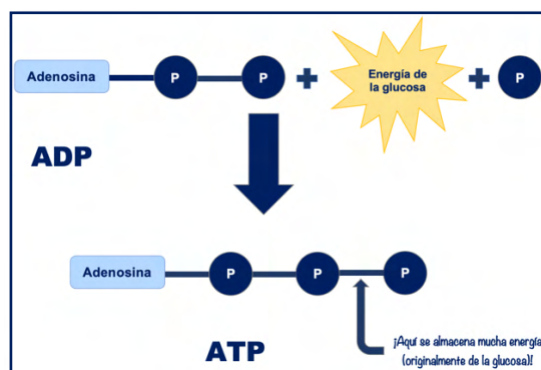 Adenosina
P
P
+
Energía de
la glucosa
+
P
ADP
Adenosina
P
P
P
ATP
¡Aquí se almacena mucha energía
(originalmente de la glucosa)!